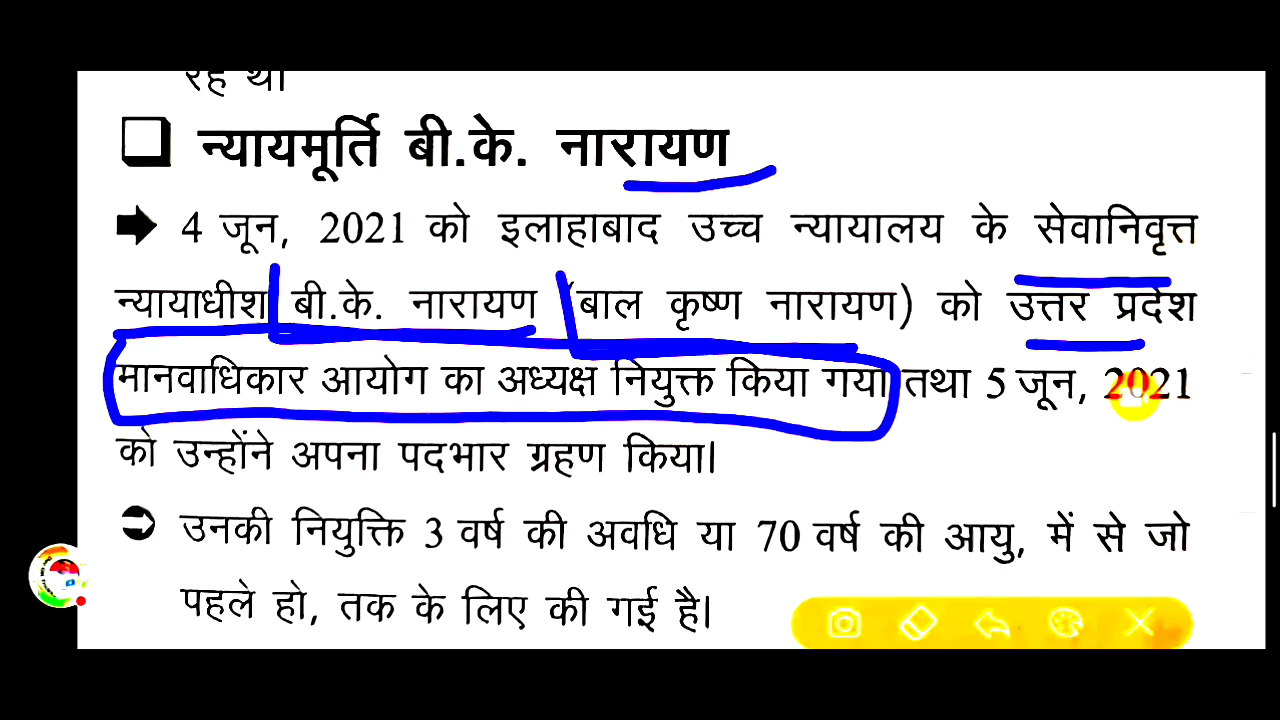 रहे थे।
न्यायमूर्ति बी.के. नारायण
4 जून, 2021 को इलाहाबाद उच्च न्यायालय के सेवानिवृत्त
न्यायाधीश बी.के. नारायण (बाल कृष्ण नारायण) को उत्तर प्रदेश
मानवाधिकार आयोग का अध्यक्ष नियुक्त किया गया तथा 5 जून, 2021
को उन्होंने अपना पदभार ग्रहण किया।
उनकी नियुक्ति 3 वर्ष की अवधि या 70 वर्ष की आयु, में से जो
पहले हो, तक के लिए की गई है।